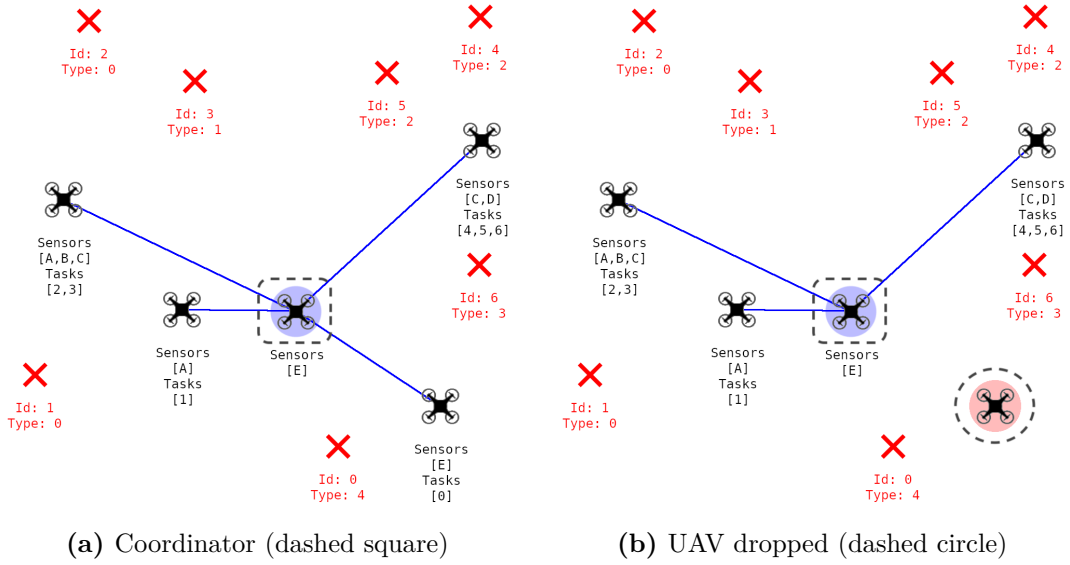 Id: 2
Type: 0
Id: 3
Type: 1
Id: 5
Type: 2
Id: 4
Type: 2
Sensors
[A,B,C]
Tasks
[2,3]
Sensors
[C,D]
Tasks
[4,5,6]
Id: 6
Type: 3
Sensors
[A]
Tasks
[1]
Sensors
[E]
Id: 1
Type: 0
Id: 0
Type: 4
Sensors
[E]
Tasks
[0]
(a) Coordinator (dashed square)
Id: 2
Type: 0
Id: 3
Type: 1
Id: 5
Type: 2
Id: 4
Type: 2
Sensors
[A,B,C]
Tasks
[2,3]
Sensors
[C,D]
Tasks
[4,5,6]
Id: 6
Type: 3
Sensors
[A]
Tasks
[1]
Sensors
[E]
Id: 1
Type: 0
Id: 0
Type: 4
(b) UAV dropped (dashed circle)